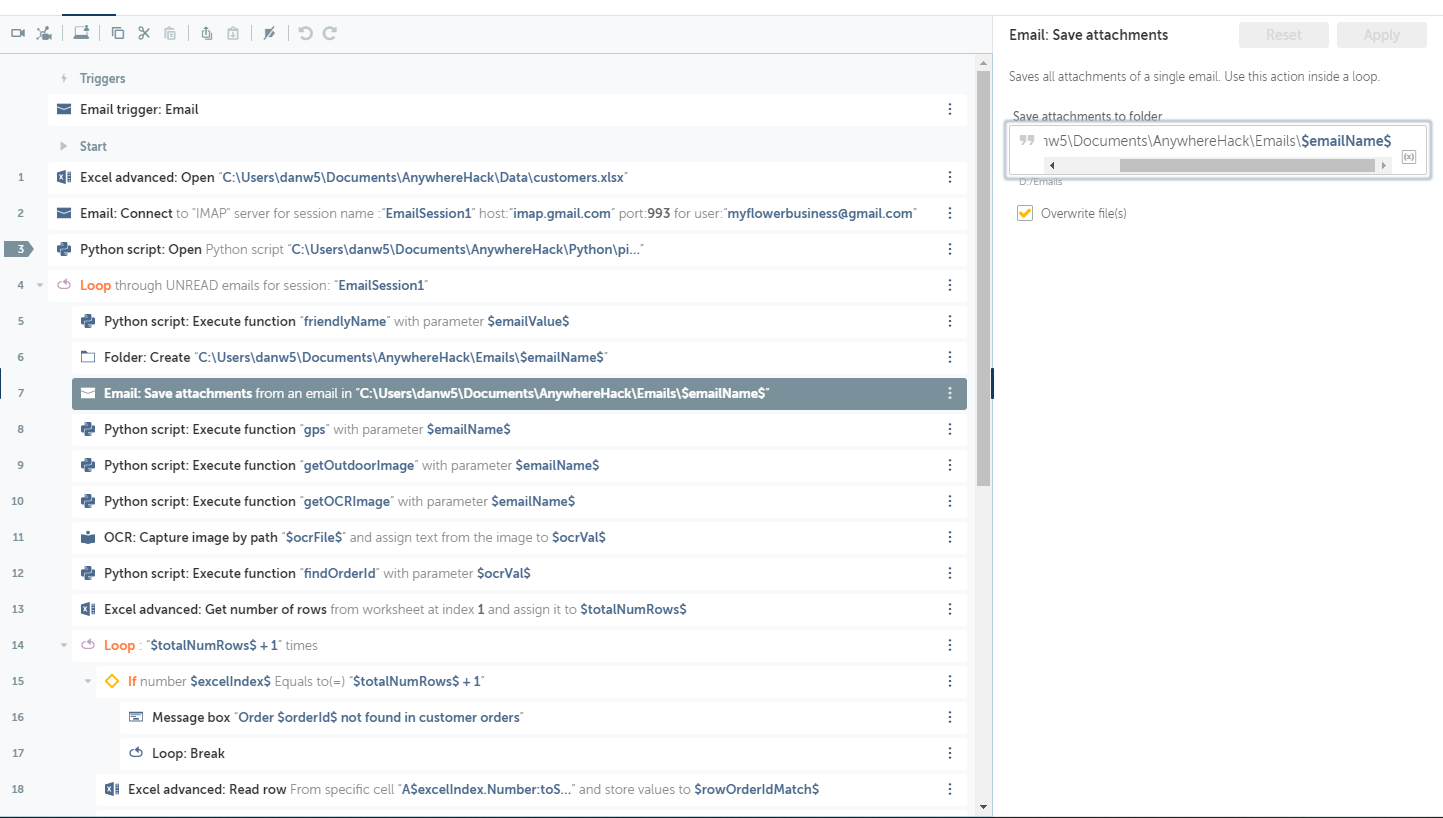 Triggers
Email trigger: Email
Start
1 Excel advanced: Open "C:\Users\danw5\Documents\AnywhereHack\Data\customers.xlsx"
2 Email: Connect to "IMAP" server for session name :"EmailSession1" host:"imap.gmail.com" port:993 for user:"myflowerbusiness@gmail.com"
3 Python script: Open Python script "C:\Users\danw5\Documents\AnywhereHack\Python\pi..."
4 Loop through UNREAD emails for session: "EmailSession1"
5 Python script: Execute function "friendlyName" with parameter $emailValue$
6 Folder: Create "C:\Users\danw5\Documents\AnywhereHack\Emails\$emailName$"
7 Email: Save attachments from an email in "C:\Users\danw5\Documents\AnywhereHack\Emails\$emailName$"
8 Python script: Execute function "gps" with parameter $emailName$
9 Python script: Execute function "getOutdoorImage" with parameter $emailName$
10 Python script: Execute function "getOCRImage" with parameter $emailName$
11 OCR: Capture image by path "$ocrFile$" and assign text from the image to $ocrVal$
12 Python script: Execute function "findOrderId" with parameter $ocrVal$
13 Excel advanced: Get number of rows from worksheet at index 1 and assign it to $totalNumRows$
14 Loop : "$totalNumRows$ + 1" times
15 If number $excelIndex$ Equals to(=) "$totalNumRows$ + 1"
16 Message box "Order $orderId$ not found in customer orders"
17 Loop: Break
18 Excel advanced: Read row From specific cell "A$excelIndex.Number:toS..." and store values to $rowOrderIdMatch$
Email: Save attachments
Reset
Apply
Saves all attachments of a single email. Use this action inside a loop.
Save attachments to folder
w5\Documents\AnywhereHack\Emails\$emailName$
(x)
D:/Emails
Overwrite file(s)